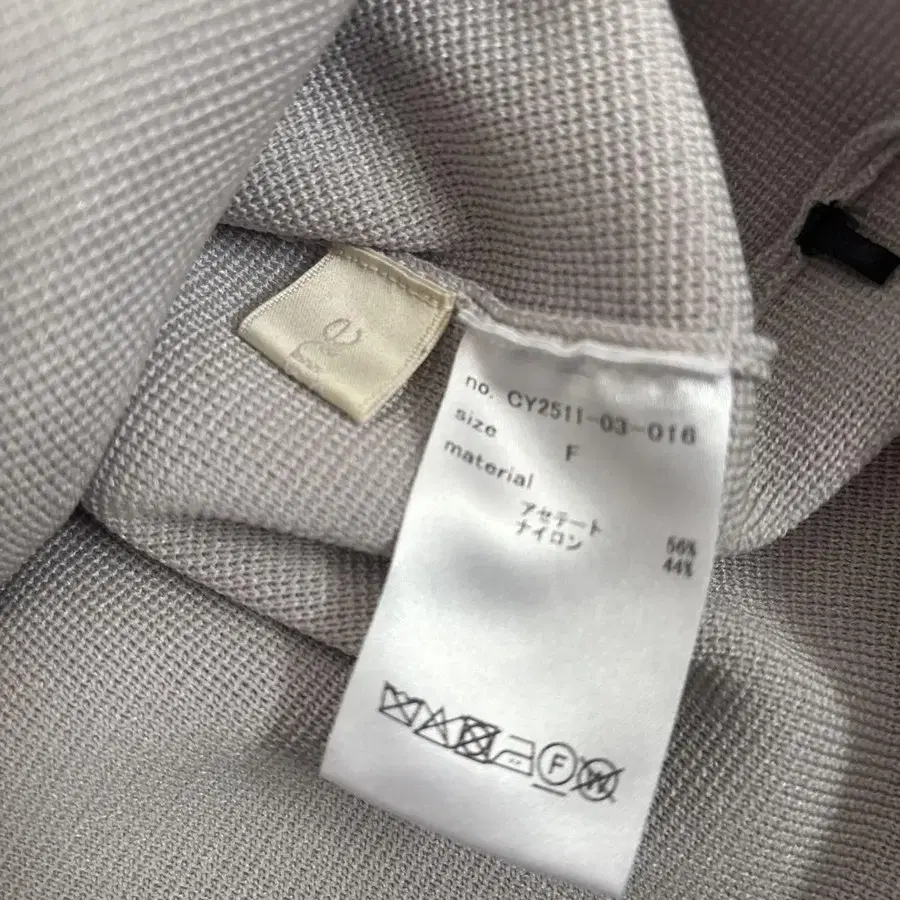 no. CY2511-03-016
size F
material
アセテート 56%
ナイロン 44%
F
W